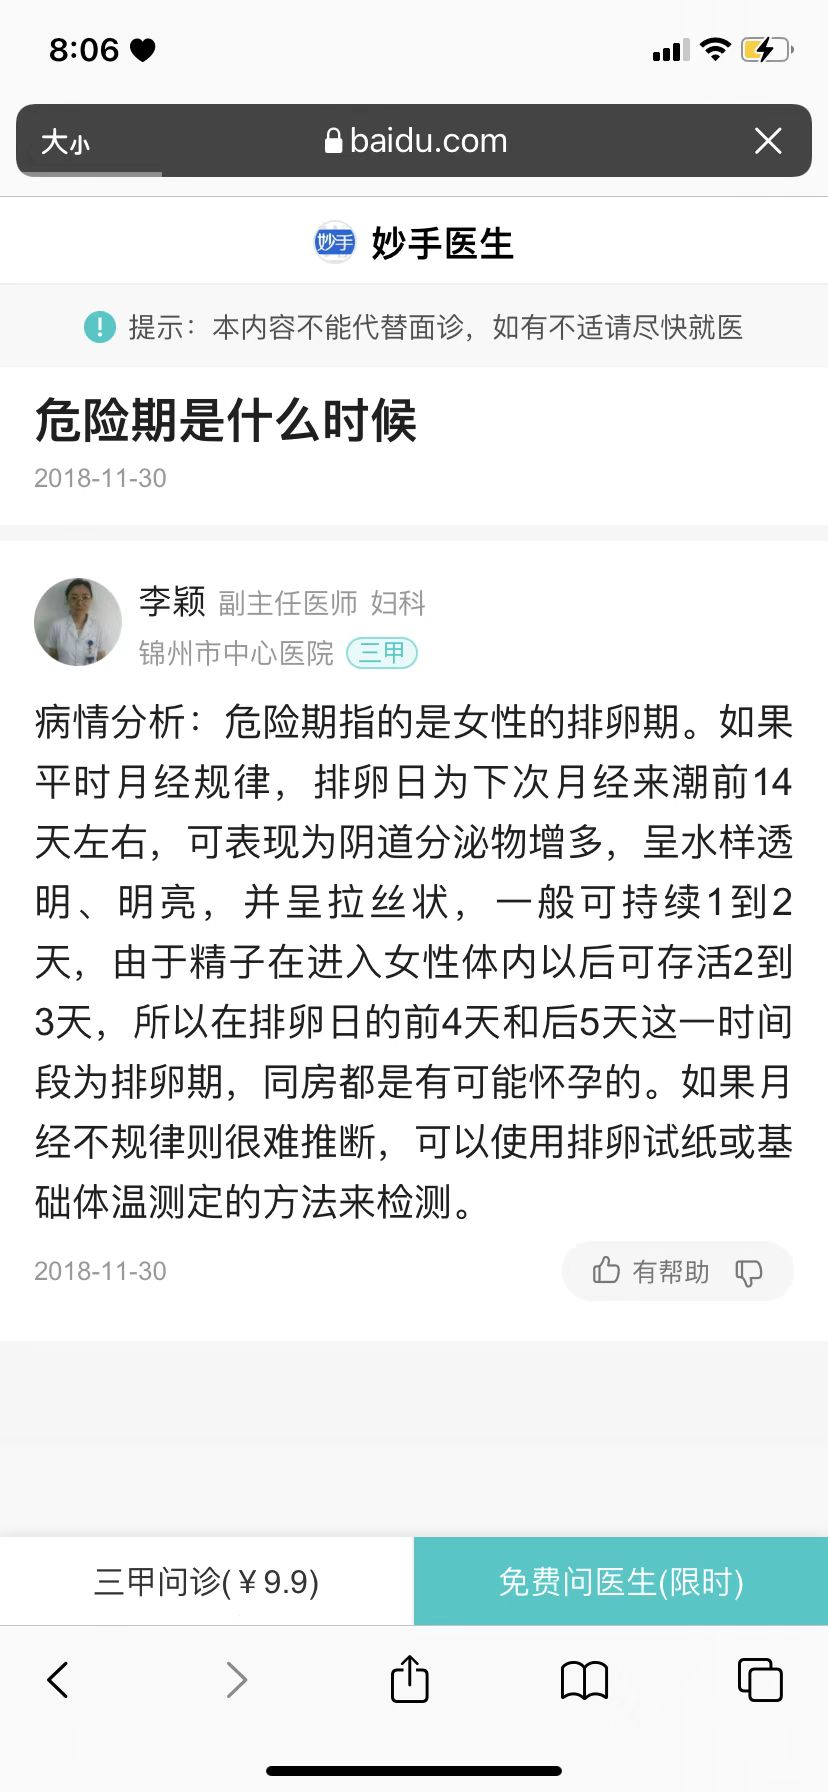 8:06
大小 baidu.com
妙手 妙手医生
! 提示：本内容不能代替面诊，如有不适请尽快就医
危险期是什么时候
2018-11-30
李颖 副主任医师 妇科
锦州市中心医院 三甲
病情分析：危险期指的是女性的排卵期。如果
平时月经规律，排卵日为下次月经来潮前14
天左右，可表现为阴道分泌物增多，呈水样透
明、明亮，并呈拉丝状，一般可持续1到2
天，由于精子在进入女性体内以后可存活2到
3天，所以在排卵日的前4天和后5天这一时间
段为排卵期，同房都是有可能怀孕的。如果月
经不规律则很难推断，可以使用排卵试纸或基
础体温测定的方法来检测。
2018-11-30 有帮助
三甲问诊(￥9.9) 免费问医生(限时)